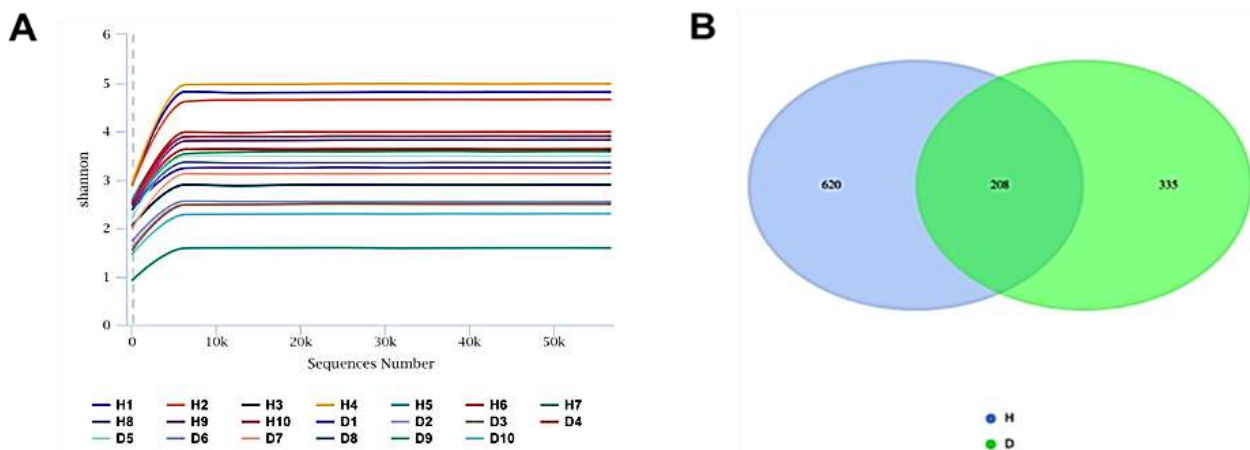 A
B
6
5
4
3
2
1
0
shannon
0 10k 20k 30k 40k 50k
Sequences Number
H1 H2 H3 H4 H5 H6 H7
H8 H9 H10 D1 D2 D3 D4
D5 D6 D7 D8 D9 D10
620 208 335
H
D